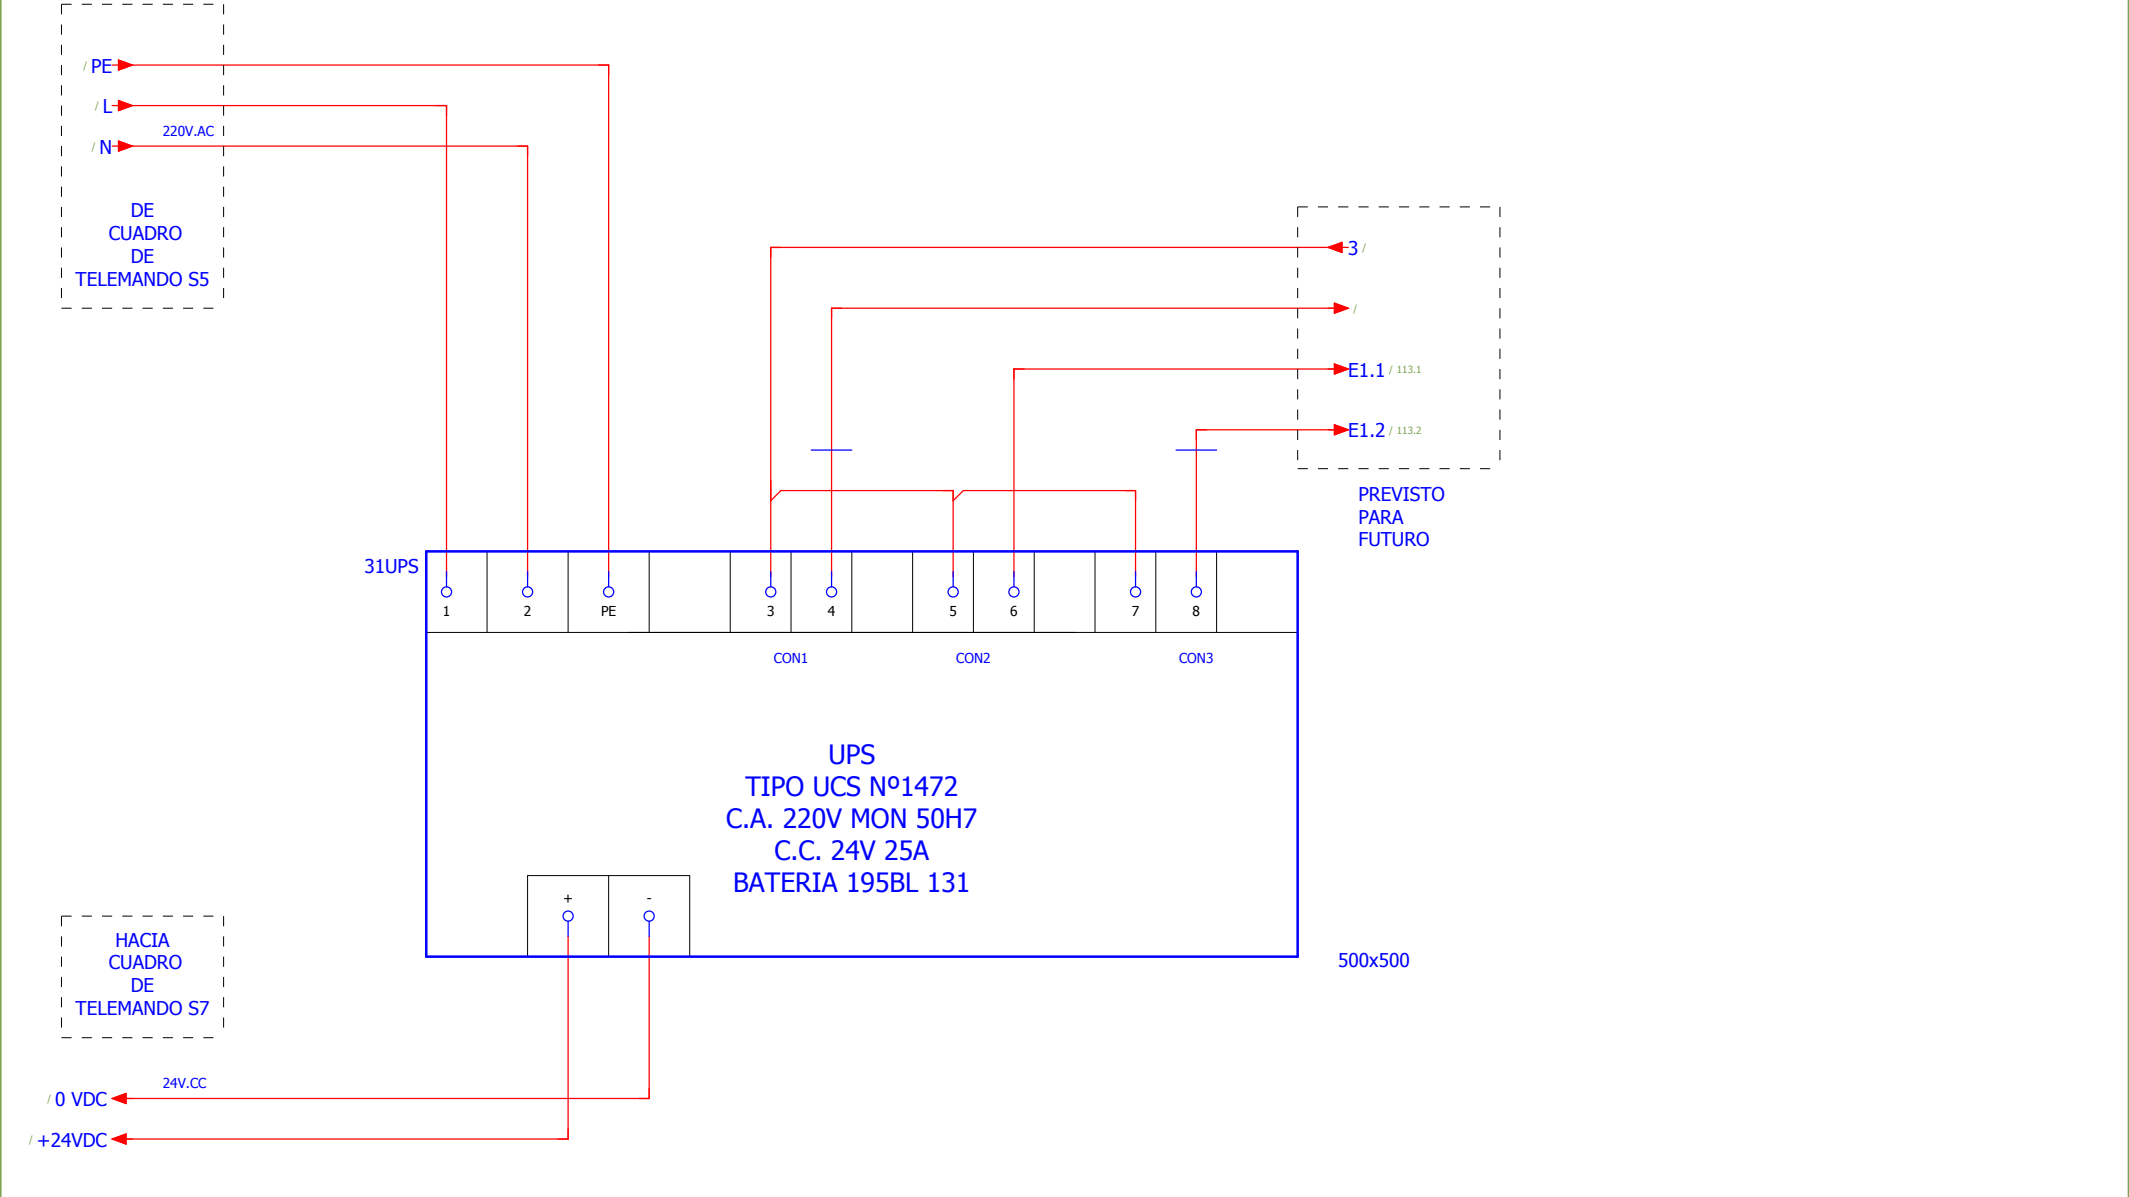 / PE
/ L
220V.AC
/ N
DE
CUADRO
DE
TELEMANDO S5
3 /
/
E1.1 / 113.1
E1.2 / 113.2
PREVISTO
PARA
FUTURO
31UPS
1 2 PE 3 4 5 6 7 8
CON1 CON2 CON3
UPS
TIPO UCS Nº1472
C.A. 220V MON 50H7
C.C. 24V 25A
BATERIA 195BL 131
+ -
HACIA
CUADRO
DE
TELEMANDO S7
500x500
24V.CC
/ 0 VDC
/ +24VDC